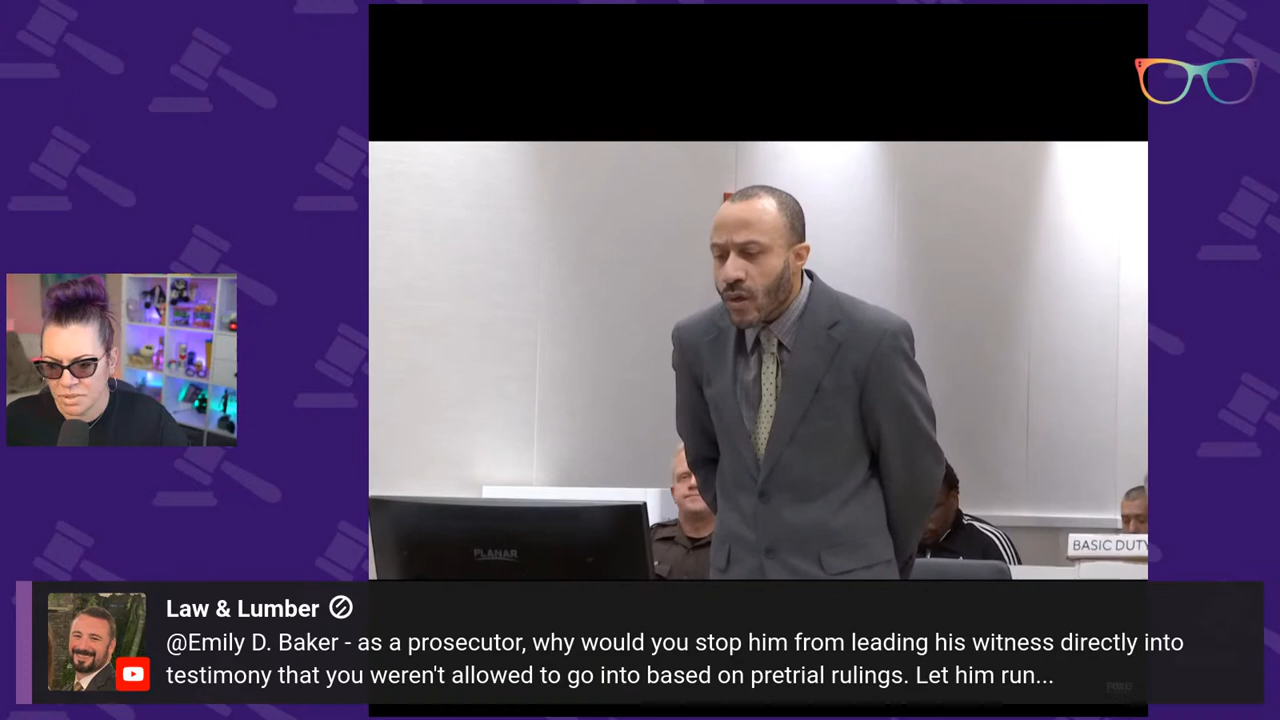 PLANAR
BASIC DUTY
Law & Lumber
@Emily D. Baker - as a prosecutor, why would you stop him from leading his witness directly into
testimony that you weren't allowed to go into based on pretrial rulings. Let him run...